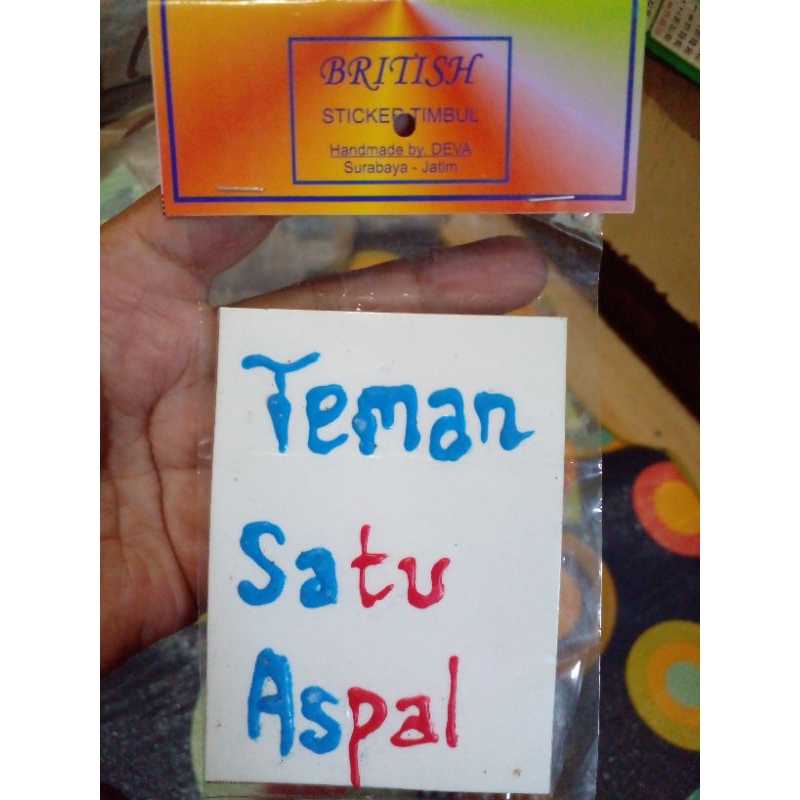 BRITISH
STICKER TIMBUL
Handmade by. DEVA
Surabaya - Jatim
Teman
Satu
Aspal